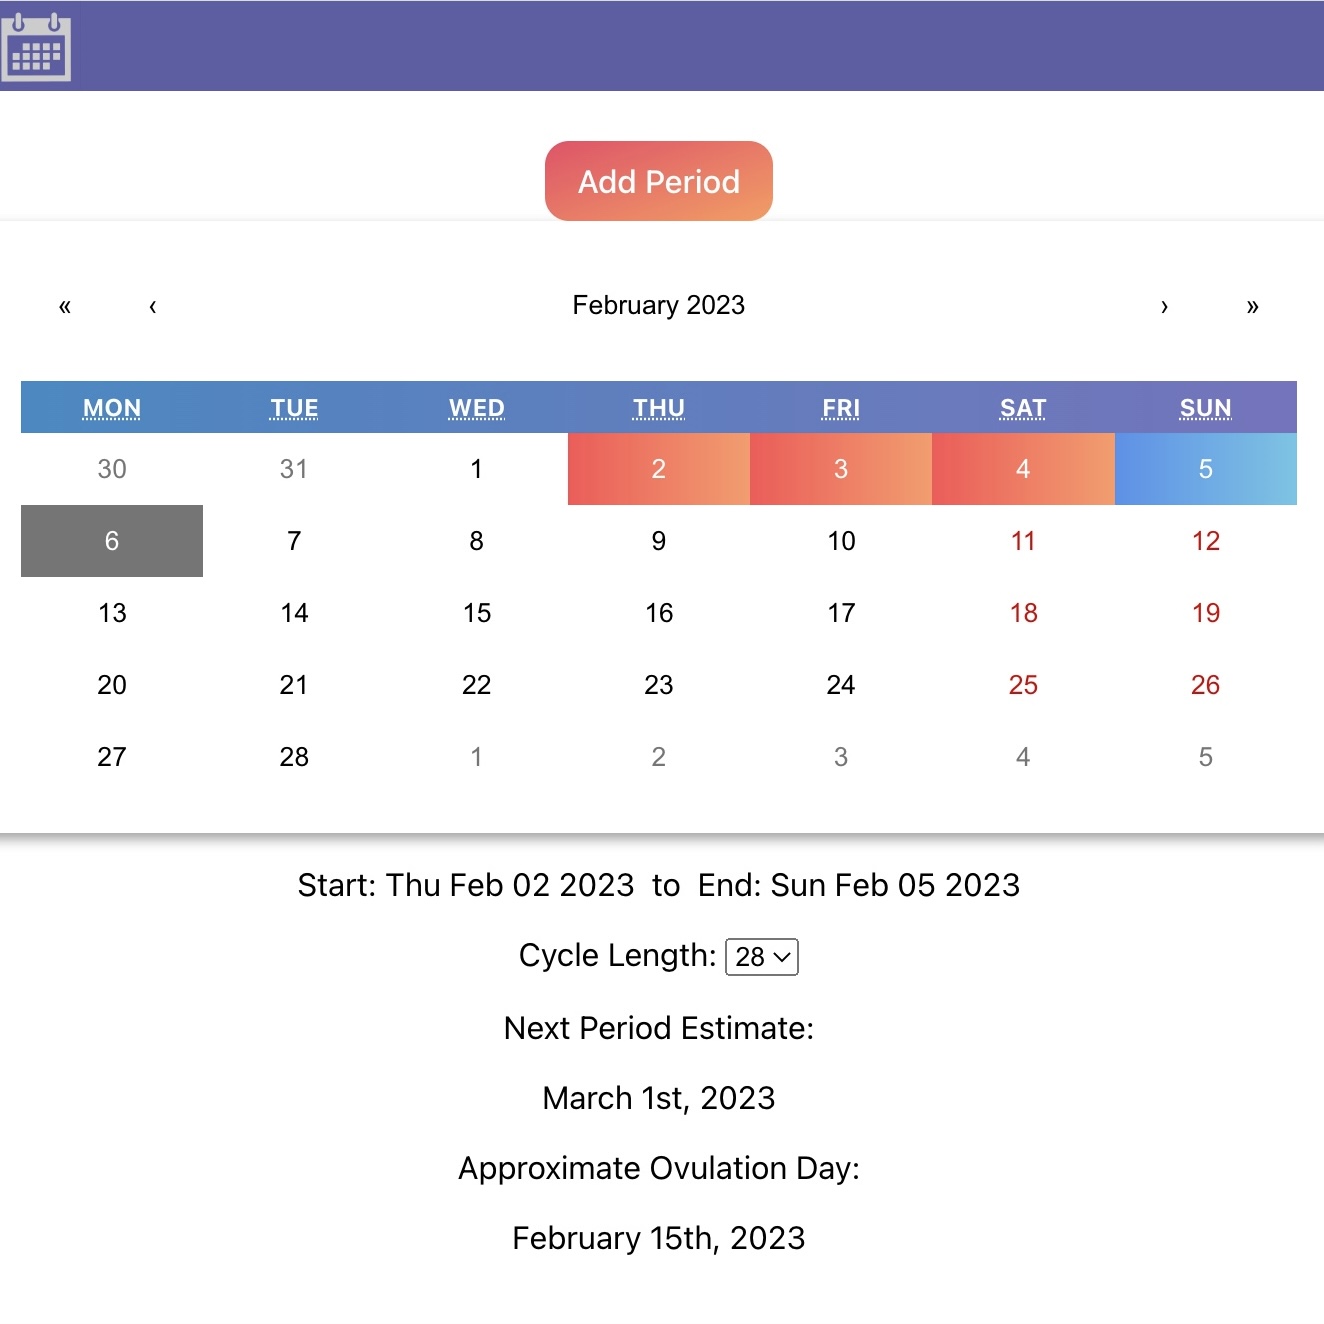 Add Period
« ‹ February 2023 › »
MON TUE WED THU FRI SAT SUN
30 31 1 2 3 4 5
6 7 8 9 10 11 12
13 14 15 16 17 18 19
20 21 22 23 24 25 26
27 28 1 2 3 4 5
Start: Thu Feb 02 2023 to End: Sun Feb 05 2023
Cycle Length: 28
Next Period Estimate:
March 1st, 2023
Approximate Ovulation Day:
February 15th, 2023